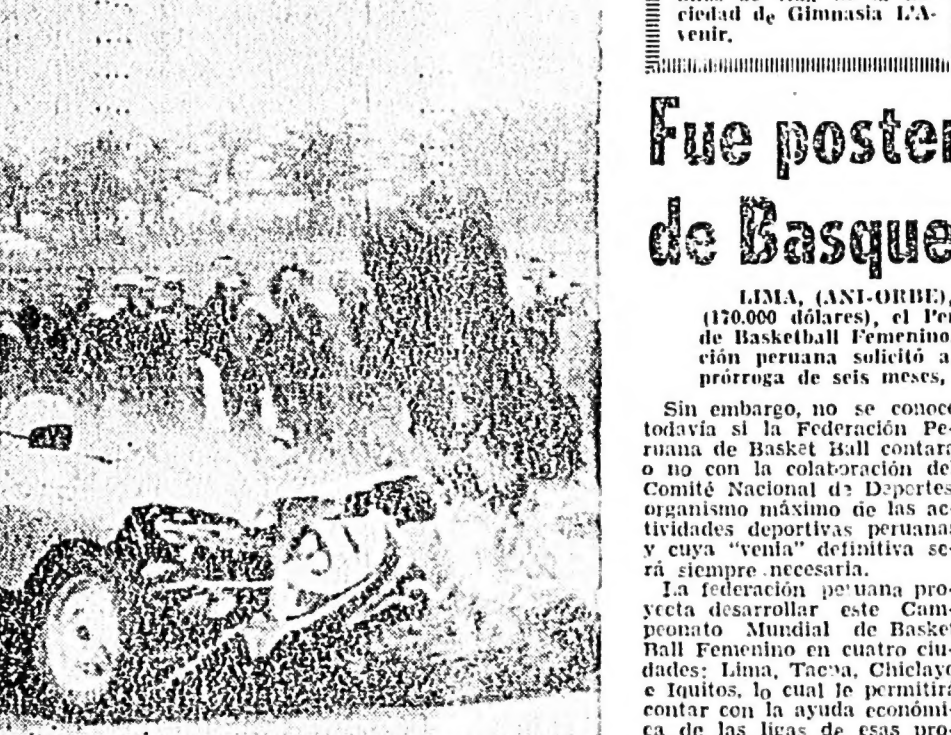 ciedad de Gimnasia L'A-
venir.
Fue poster
de Basque
LIMA, (ANI-ORBE),
(170.000 dólares), el Pe
de Basketball Femenino
ción peruana solicitó a
prórroga de seis meses,
Sin embargo, no se conoce
todavía si la Federación Pe-
ruana de Basket Ball contara
o no con la colaboración de
Comité Nacional de Deportes
organismo máximo de las ac-
tividades deportivas peruanas
y cuya "venia" definitiva se-
rá siempre necesaria.
La federación peruana pro-
yecta desarrollar este Cam-
peonato Mundial de Basket
Ball Femenino en cuatro ciu-
dades: Lima, Tacna, Chiclayo
e Iquitos, lo cual le permitirá
contar con la ayuda económi-
ca de las ligas de esas pro-